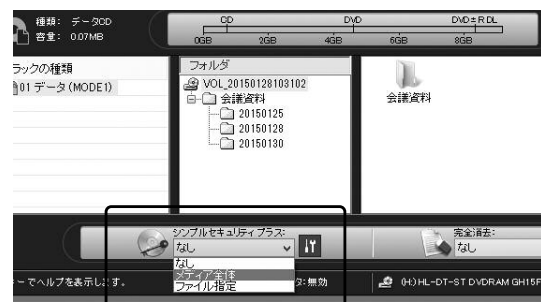 種類: データCD
容量: 0.07MB
CD DVD DVD±R DL
0GB 2GB 4GB 6GB 8GB
ラックの種類
01 データ(MODE1)
フォルダ
VOL_20150128103102
会議資料
20150125
20150128
20150130
会議資料
シンプルセキュリティプラス:
なし
なし
メディア全体
ファイル指定
完全消去:
なし
ーでヘルプを表示します。
タ:無効
(H:)HL-DT-ST DVDRAM GH15F